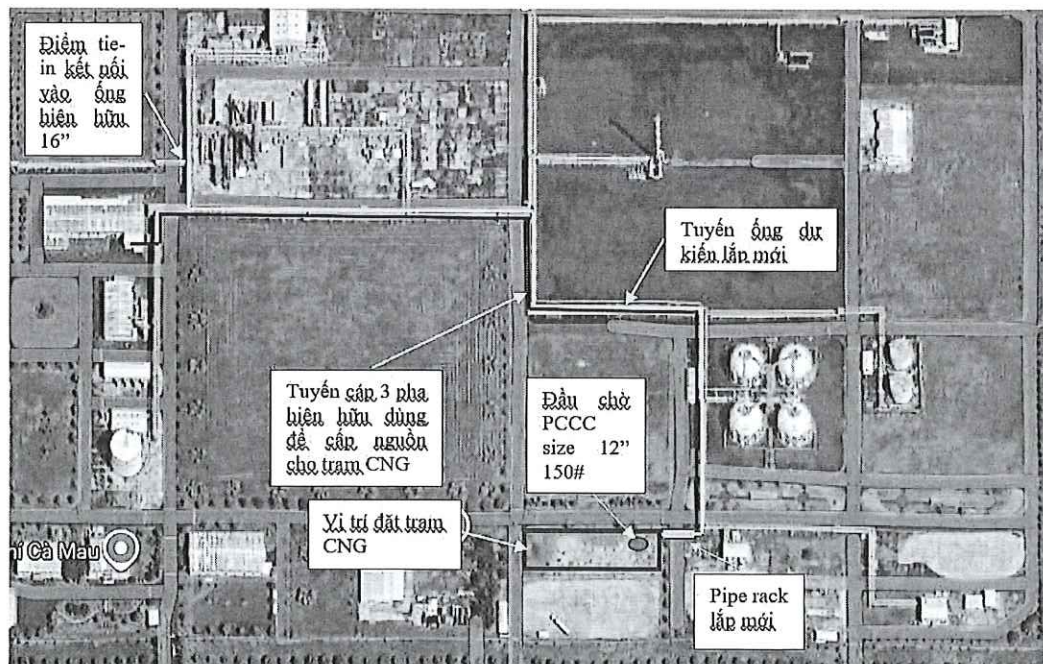 Điểm tie-
in kết nối
vào ống
hiện hữu
16”
Tuyến ống dự
kiến lắp mới
Tuyến cáp 3 pha
hiện hữu dùng
để cấp nguồn
cho trạm CNG
Đầu chờ
PCCC
size 12”
150#
Vị trí đặt trạm
CNG
hí Cà Mau
Pipe rack
lắp mới